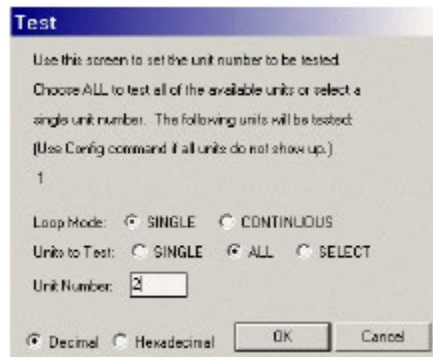 Test
Use this screen to set the unit number to be tested.
Choose ALL to test all of the available units or select a
single unit number. The following units will be tested:
(Use Config command if all units do not show up.)
1
Loop Mode: SINGLE CONTINUOUS
Units to Test: SINGLE ALL SELECT
Unit Number: 2
Decimal Hexadecimal OK Cancel